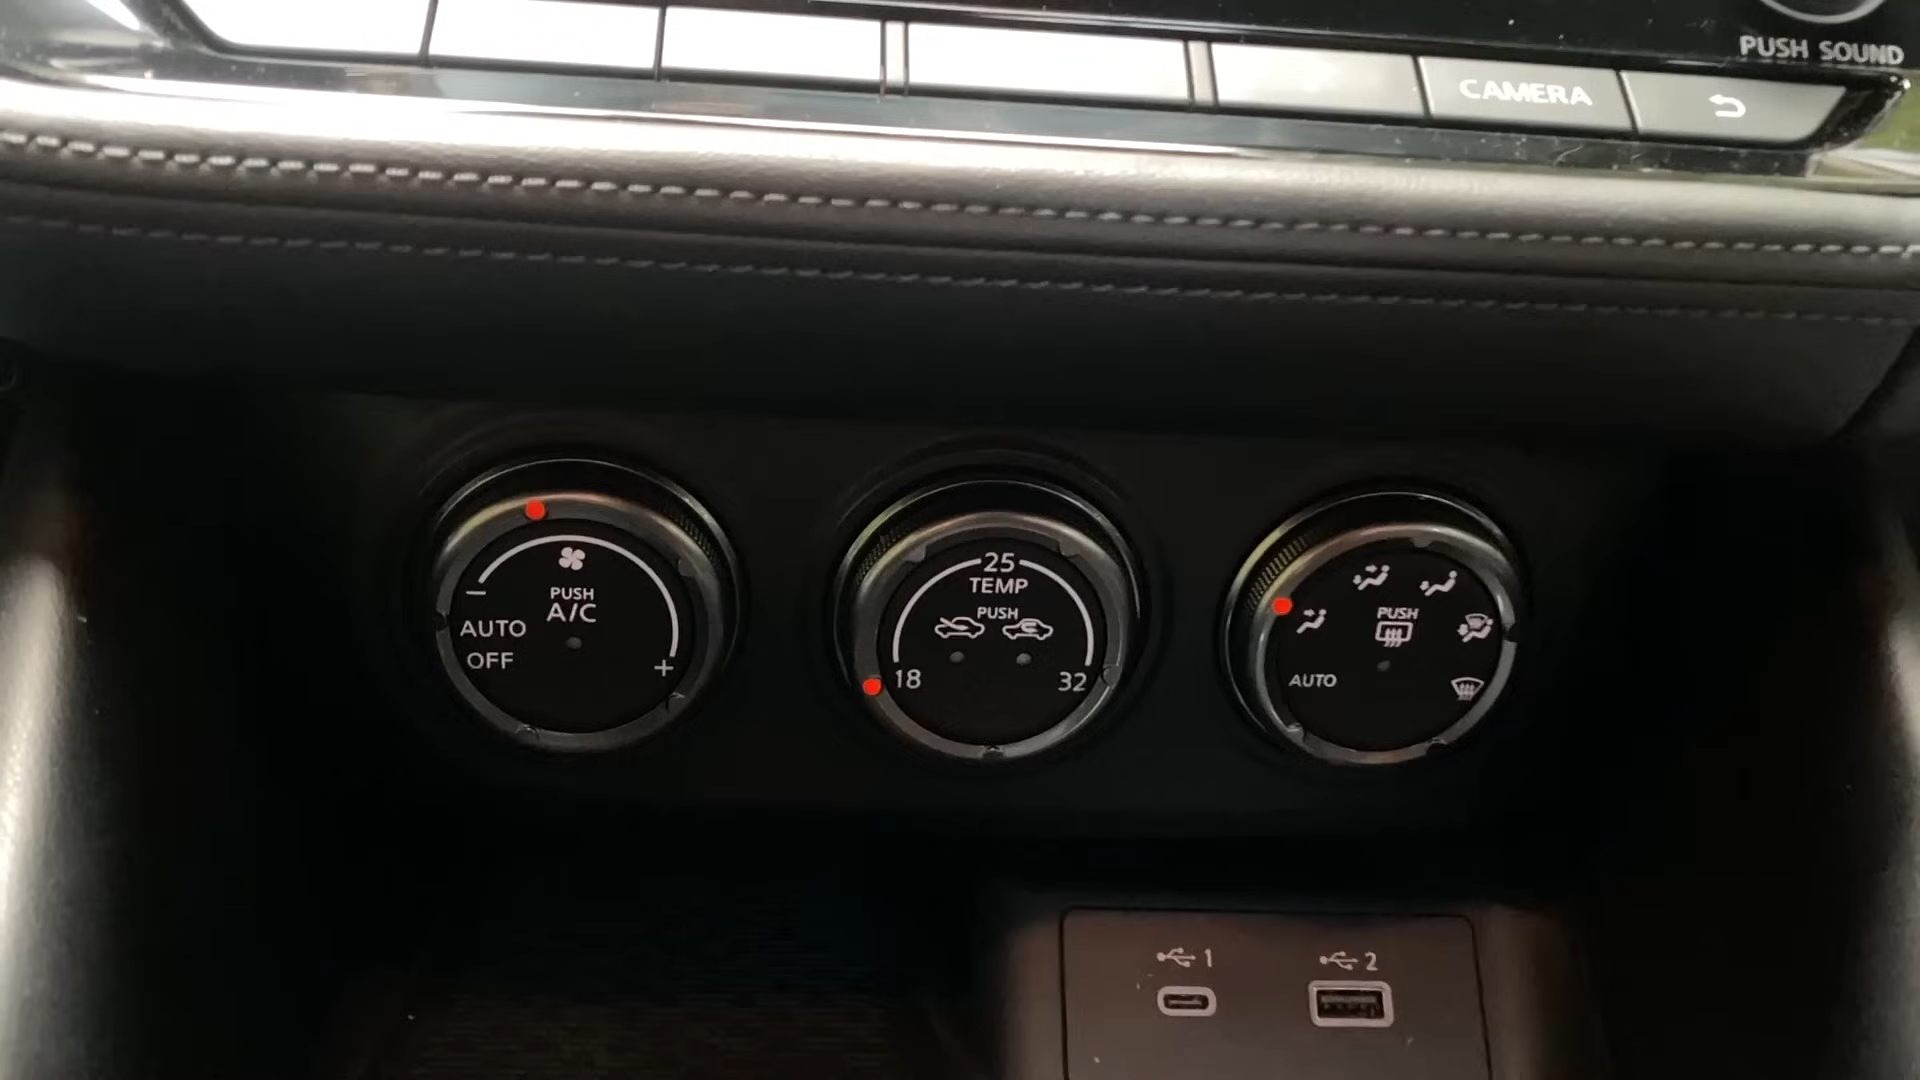 PUSH SOUND
CAMERA
PUSH
A/C
AUTO
OFF
−
+
25
TEMP
PUSH
18
32
PUSH
AUTO
1
2